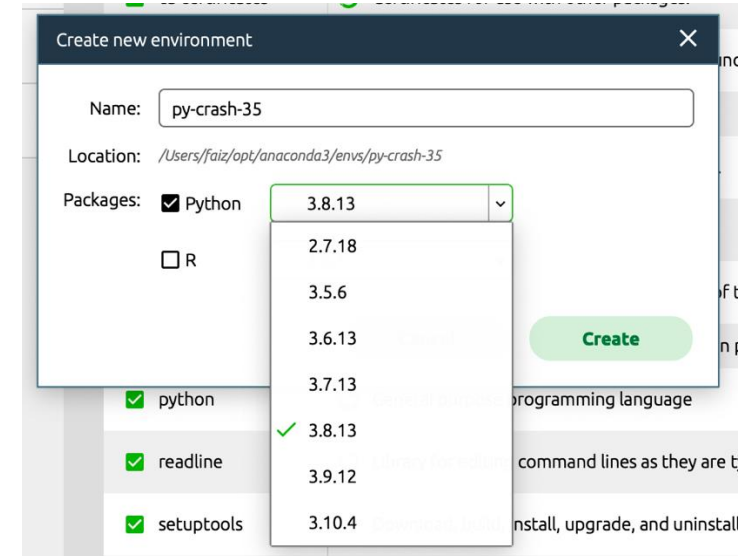 Create new environment
Name: py-crash-35
Location: /Users/faiz/opt/anaconda3/envs/py-crash-35
Packages: Python 3.8.13
2.7.18
R
3.5.6
3.6.13
Create
3.7.13
python programming language
3.8.13
readline command lines as they are
3.9.12
setuptools 3.10.4 install, upgrade, and